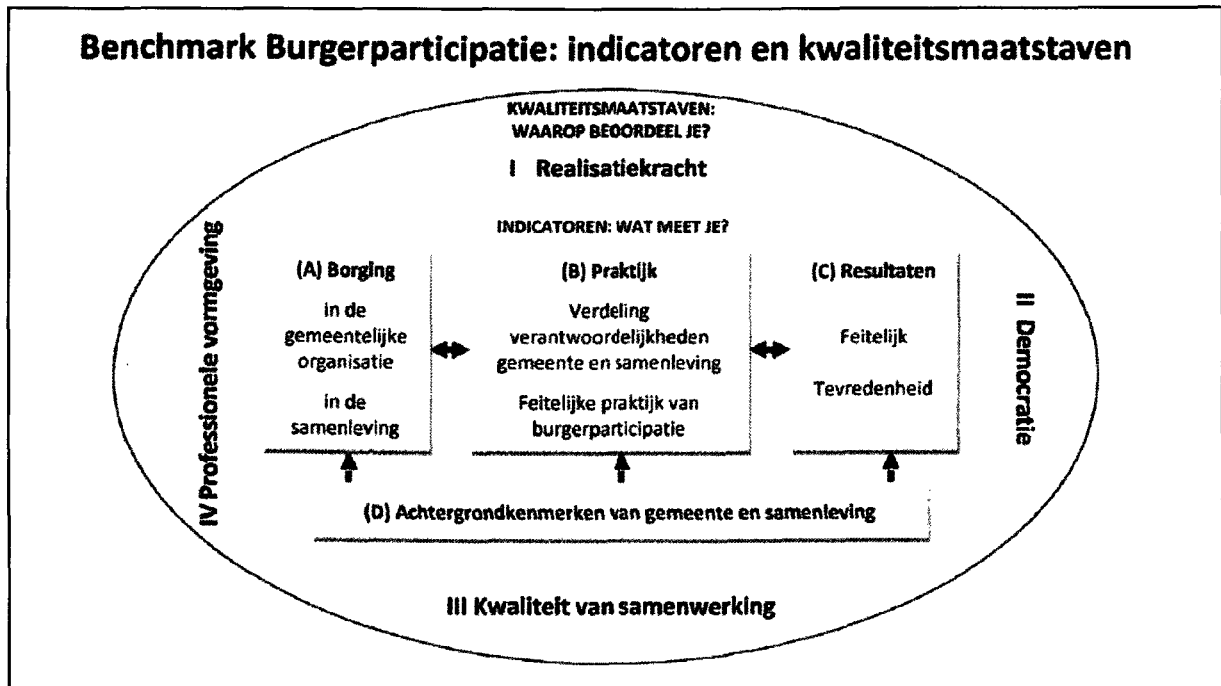 Benchmark Burgerparticipatie: indicatoren en kwaliteitsmaatstaven
KWALITEITSMAATSTAVEN:
WAAROP BEOORDEEL JE?
I Realisatiekracht
INDICATOREN: WAT MEET JE?
IV Professionele vormgeving
(A) Borging
in de
gemeentelijke
organisatie
in de
samenleving
(B) Praktijk
Verdeling
verantwoordelijkheden
gemeente en samenleving
Feitelijke praktijk van
burgerparticipatie
(C) Resultaten
Feitelijk
Tevredenheid
II Democratie
(D) Achtergrondkenmerken van gemeente en samenleving
III Kwaliteit van samenwerking